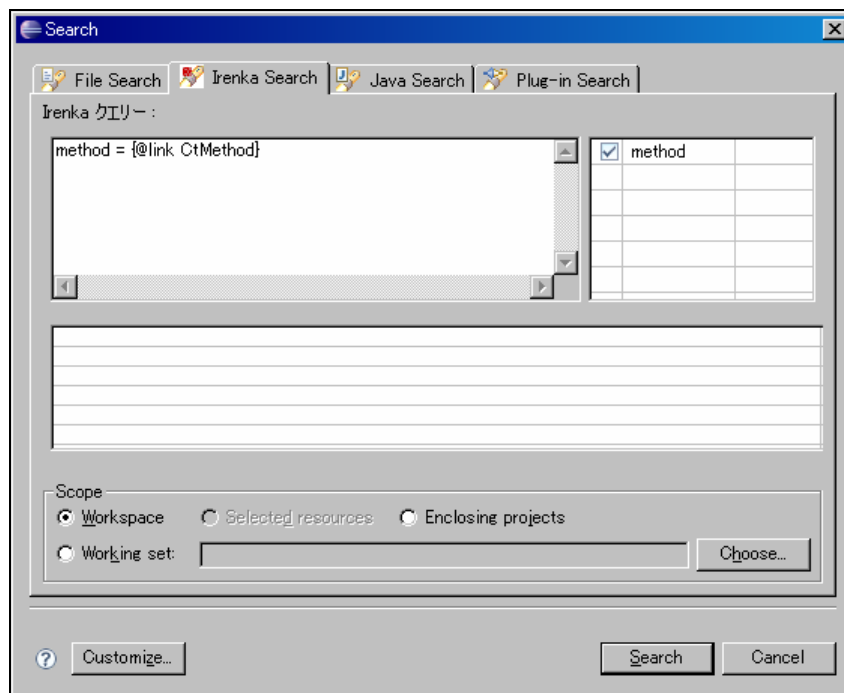 Search
File Search Irenka Search Java Search Plug-in Search
Irenka クエリー :
method = {@link CtMethod}
method
Scope
Workspace Selected resources Enclosing projects
Working set: Choose...
? Customize... Search Cancel